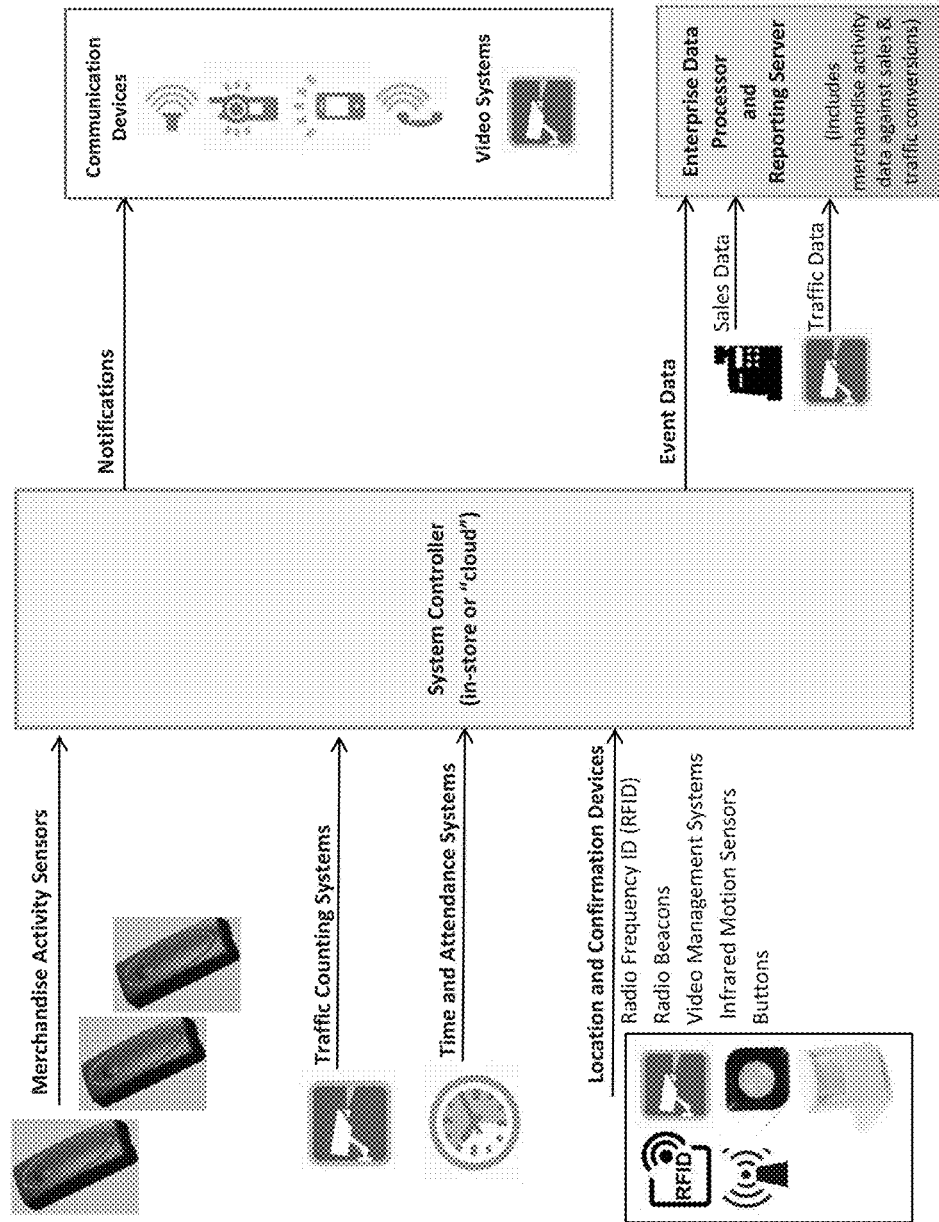 Merchandise Activity Sensors
Traffic Counting Systems
Time and Attendance Systems
Location and Confirmation Devices
Radio Frequency ID (RFID)
Radio Beacons
Video Management Systems
Infrared Motion Sensors
Buttons
RFID
System Controller
(in-store or “cloud”)
Notifications
Event Data
Communication
Devices
Video Systems
Sales Data
Traffic Data
Enterprise Data
Processor
and
Reporting Server
(includes
merchandise activity
data against sales &
traffic conversions)